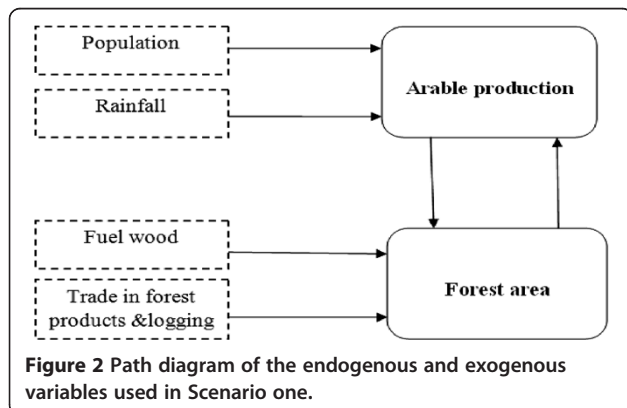 Population
Arable production
Rainfall
Fuel wood
Forest area
Trade in forest
products &logging
Figure 2 Path diagram of the endogenous and exogenous
variables used in Scenario one.